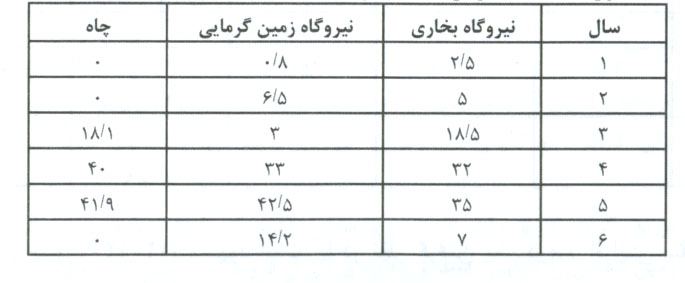 سال نیروگاه بخاری نیروگاه زمین گرمایی چاه
۱ ۲/۵ ۰/۸ ۰
۲ ۵ ۶/۵ ۰
۳ ۱۸/۵ ۳ ۱۸/۱
۴ ۳۲ ۳۳ ۴۰
۵ ۳۵ ۴۲/۵ ۴۱/۹
۶ ۷ ۱۴/۲ ۰